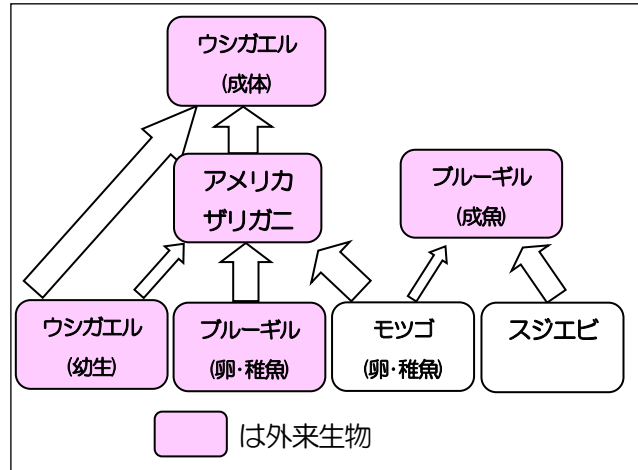 ウシガエル
(成体)
アメリカ
ザリガニ
ブルーギル
(成魚)
ウシガエル
(幼生)
ブルーギル
(卵・稚魚)
モツゴ
(卵・稚魚)
スジエビ
は外来生物